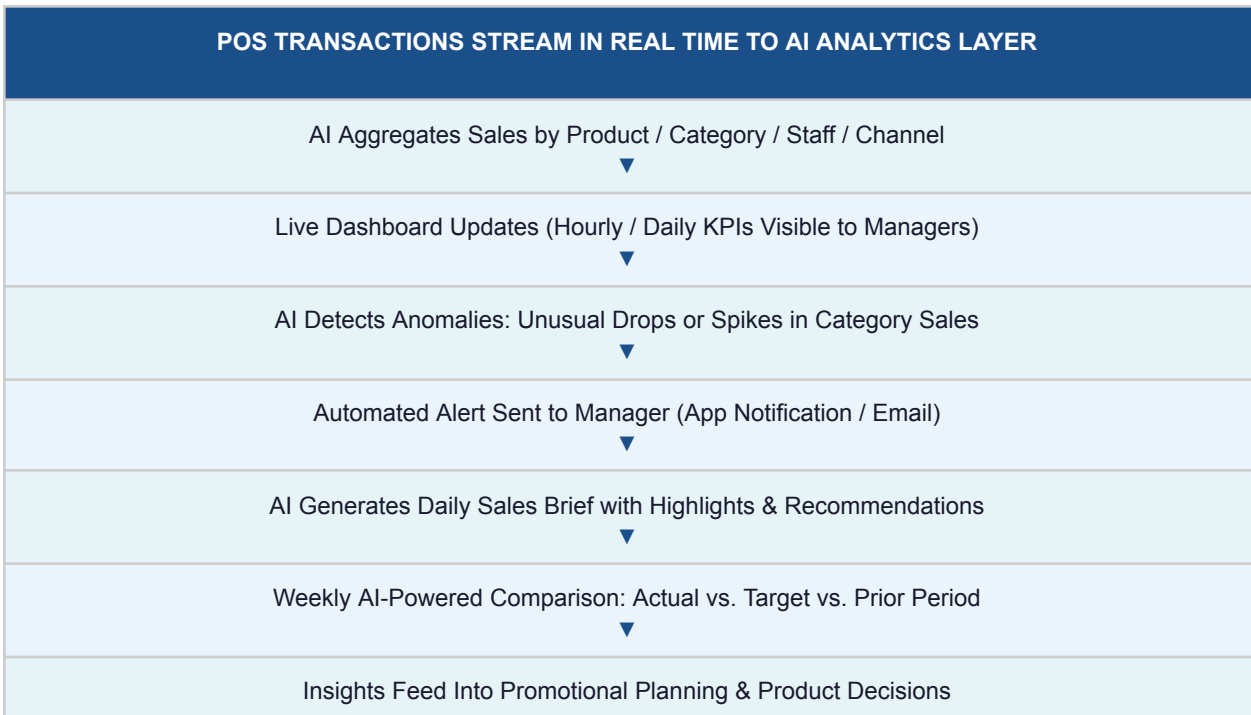 POS TRANSACTIONS STREAM IN REAL TIME TO AI ANALYTICS LAYER
AI Aggregates Sales by Product / Category / Staff / Channel
Live Dashboard Updates (Hourly / Daily KPIs Visible to Managers)
AI Detects Anomalies: Unusual Drops or Spikes in Category Sales
Automated Alert Sent to Manager (App Notification / Email)
AI Generates Daily Sales Brief with Highlights & Recommendations
Weekly AI-Powered Comparison: Actual vs. Target vs. Prior Period
Insights Feed Into Promotional Planning & Product Decisions